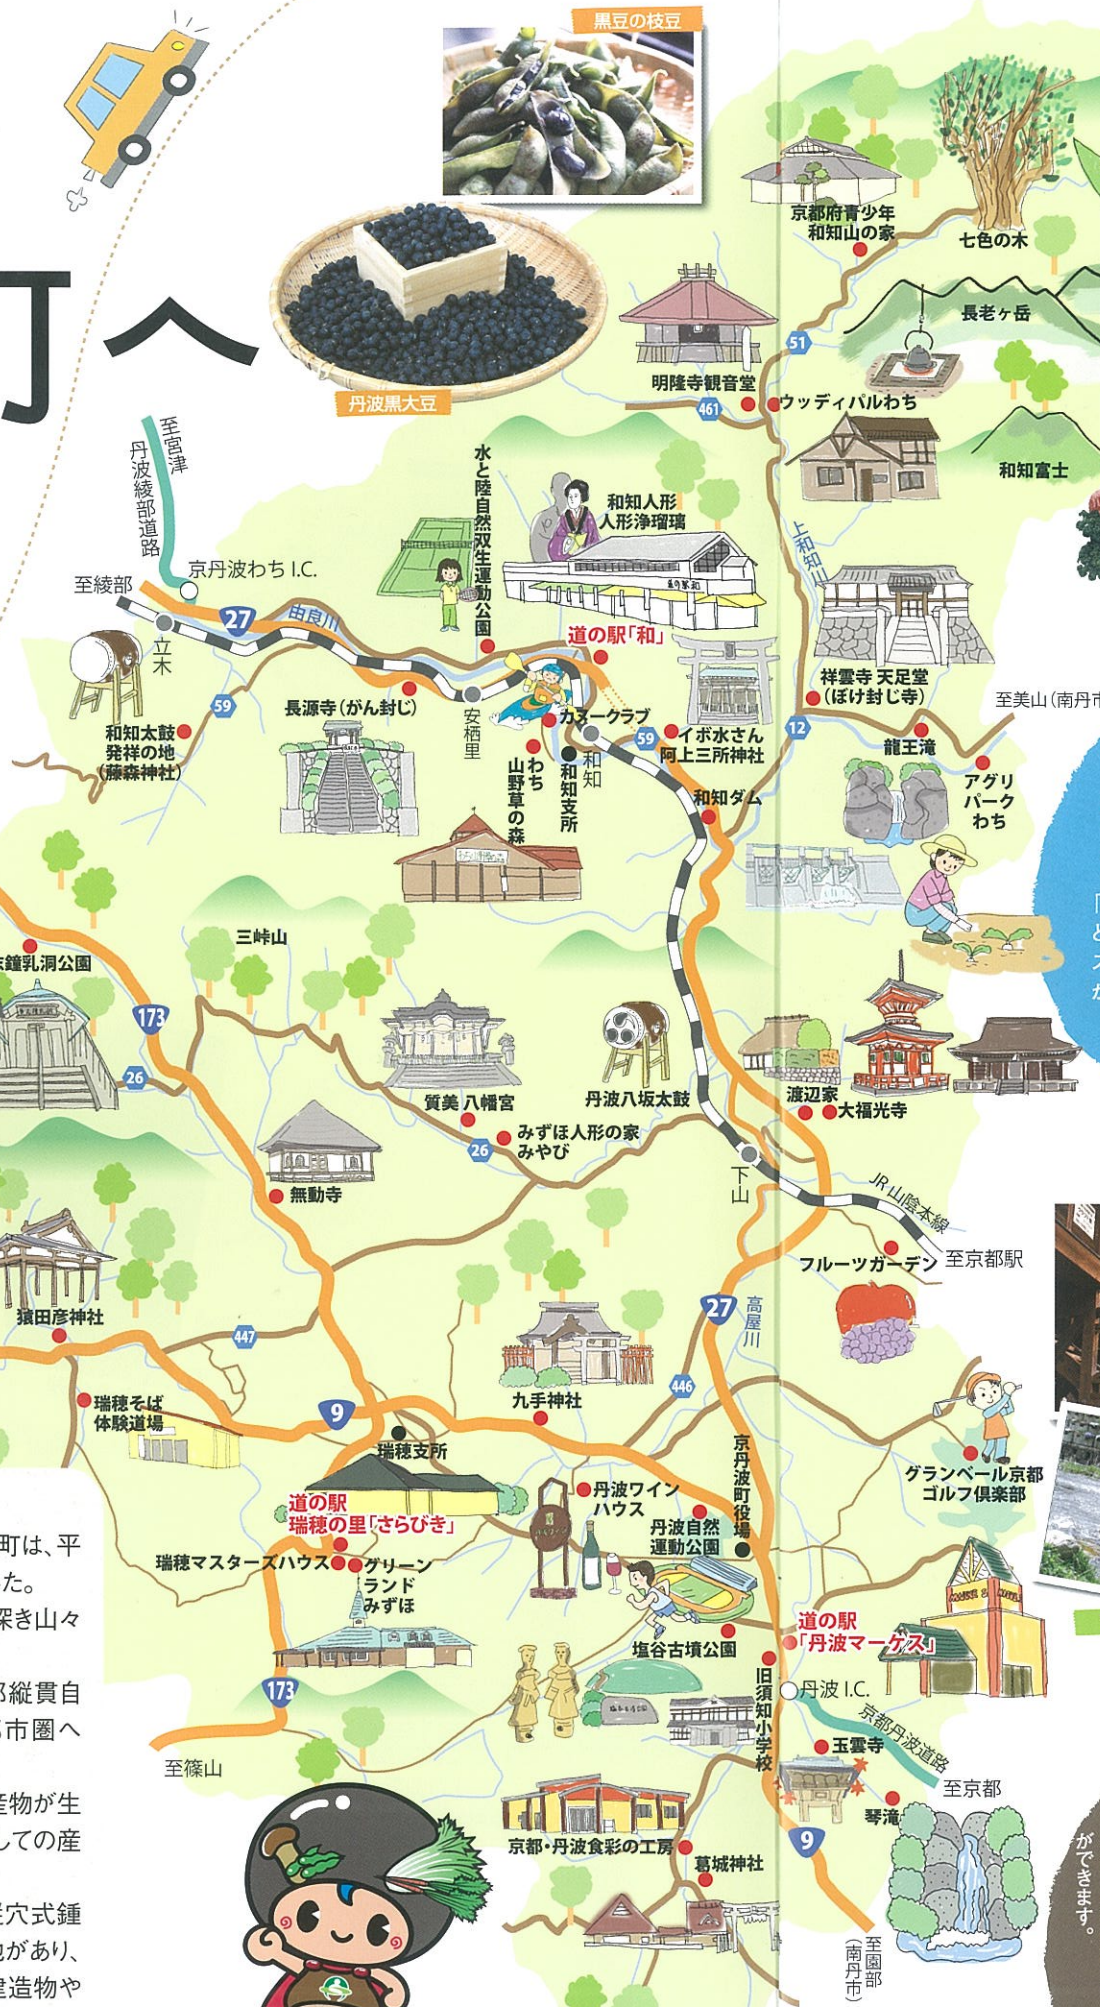 黒豆の枝豆
丹波黒大豆
町へ
京都府青少年
和知山の家
七色の木
長老ヶ岳
51
明隆寺観音堂
461
ウッディパルわち
和知富士
至宮津
丹波綾部道路
水と陸自然双生運動公園
和知人形
人形浄瑠璃
上和知川
至綾部
京丹波わち I.C.
27
由良川
立木
道の駅「和」
祥雲寺 天足堂
(ぼけ封じ寺)
至美山(南丹市
59
長源寺(がん封じ)
安栖里
カヌークラブ
和知太鼓
発祥の地
(藤森神社)
わち
山野草の森
和知支所
和知
59
イボ水さん
阿上三所神社
12
龍王滝
アグリ
パーク
わち
和知ダム
三峠山
鐘乳洞公園
173
26
質美 八幡宮
丹波八坂太鼓
渡辺家
大福光寺
みずほ人形の家
みやび
26
無動寺
下山
JR山陰本線
フルーツガーデン
至京都駅
猿田彦神社
447
27
高屋川
446
九手神社
瑞穂そば
体験道場
9
瑞穂支所
京丹波町役場
グランベール京都
ゴルフ倶楽部
道の駅
瑞穂の里「さらびき」
丹波ワイン
ハウス
丹波自然
運動公園
瑞穂マスターズハウス
グリーン
ランド
みずほ
道の駅
「丹波マーケス」
塩谷古墳公園
旧須知小学校
丹波 I.C.
京都丹波道路
173
至篠山
玉雲寺
至京都
琴滝
9
京都・丹波食彩の工房
葛城神社
至園部
(南丹市)
町は、平
た。
深き山々
都縦貫自
都市圏へ
産物が生
しての産
穴式鍾
地があり、
建造物や
ができます。